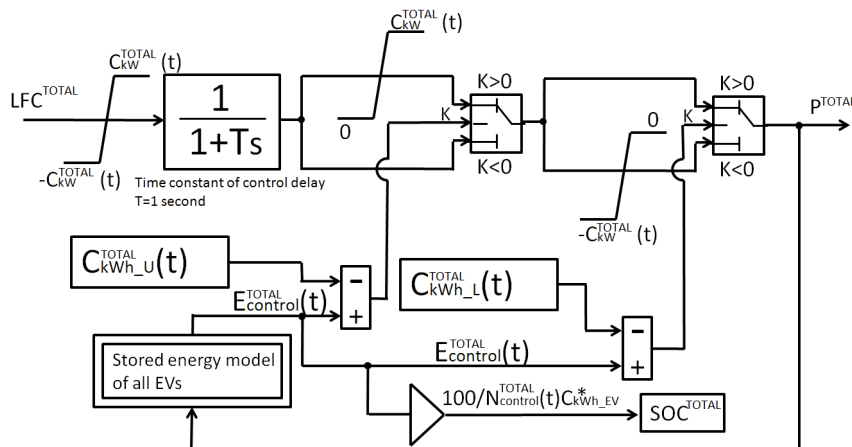 C_kW^TOTAL(t)
LFC^TOTAL
-C_kW^TOTAL(t)
1
1+Ts
Time constant of control delay
T=1 second
C_kW^TOTAL(t)
0
K>0
K
K<0
0
-C_kW^TOTAL(t)
K>0
K
K<0
P^TOTAL
C_kWh_U^TOTAL(t)
-
+
E_control^TOTAL(t)
Stored energy model
of all EVs
C_kWh_L^TOTAL(t)
-
+
E_control^TOTAL(t)
100/N_control^TOTAL(t)C_kWh_EV^*
SOC^TOTAL